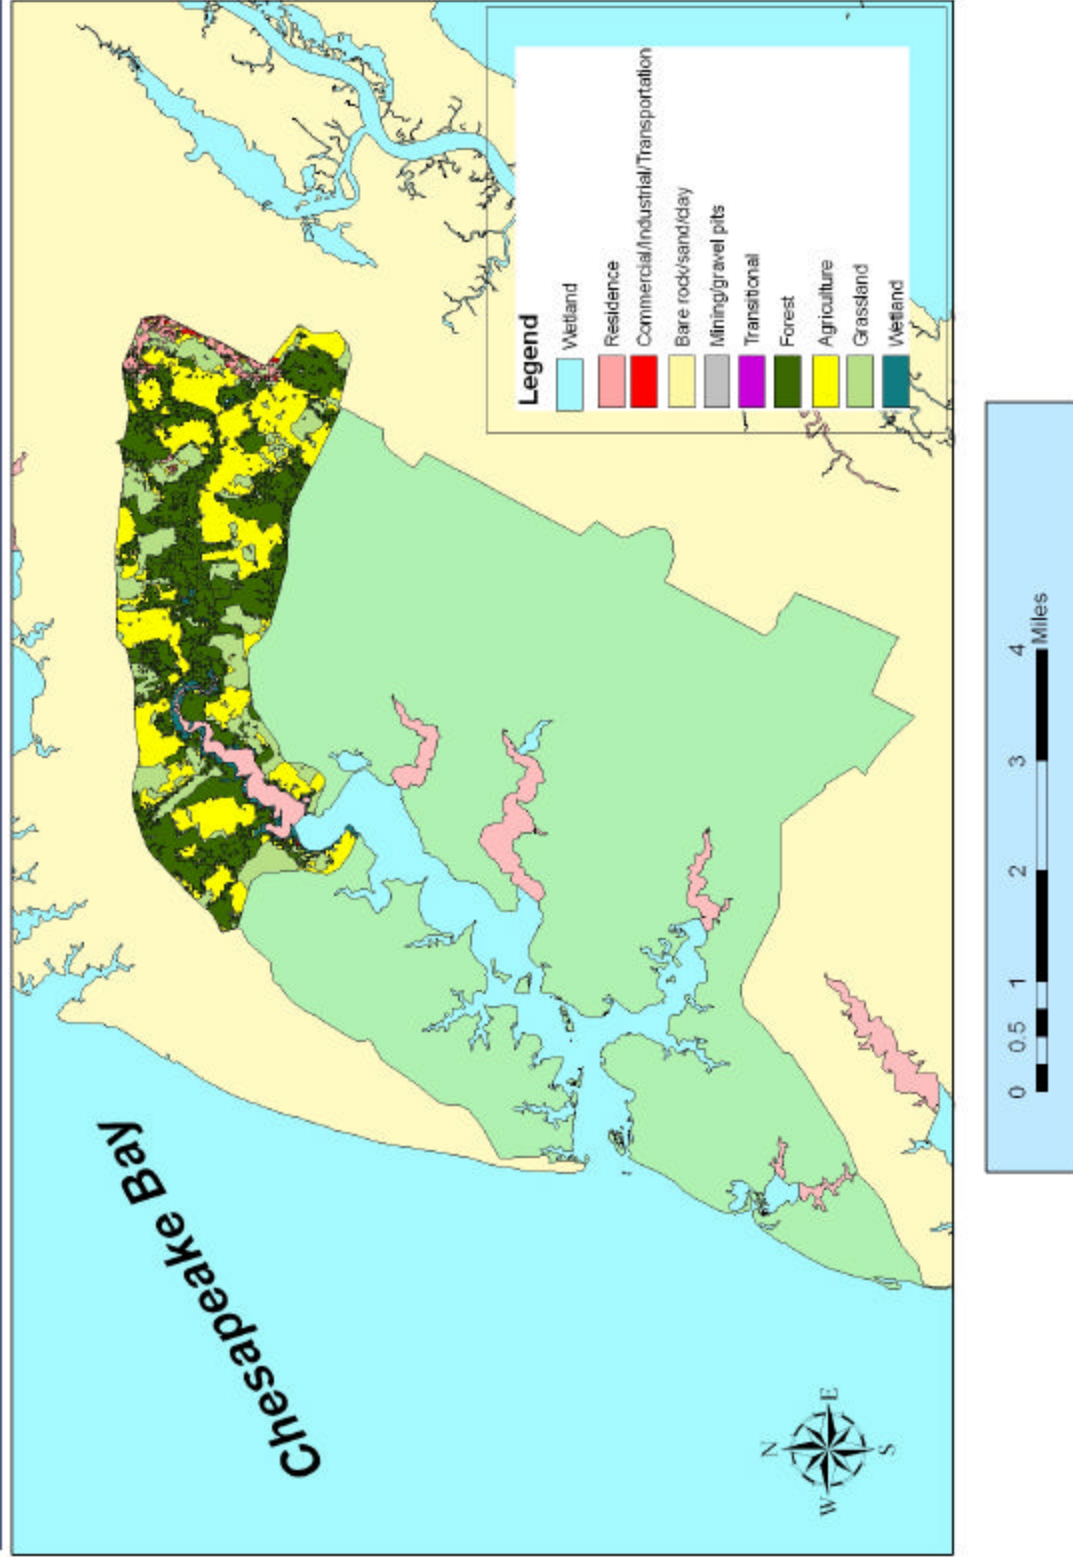 Chesapeake Bay
Legend
Wetland
Residence
Commercial/Industrial/Transportation
Bare rock/sand/clay
Mining/gravel pits
Transitional
Forest
Agriculture
Grassland
Wetland
N
W
E
S
0 0.5 1 2 3 4
Miles